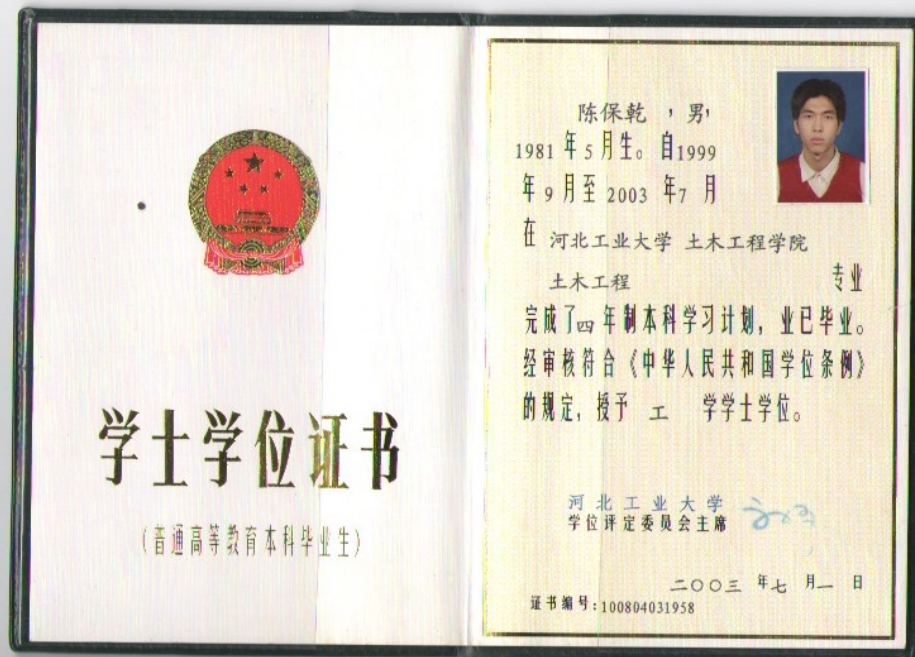 学士学位证书
(普通高等教育本科毕业生)
陈保乾 , 男,
1981 年 5 月生。自1999
年 9 月至 2003 年7 月
在 河北工业大学 土木工程学院
土木工程 专业
完成了四年制本科学习计划, 业已毕业。
经审核符合《中华人民共和国学位条例》
的规定, 授予 工 学学士学位。
河北工业大学
学位评定委员会主席
二〇〇三 年七 月一 日
证书编号:100804031958